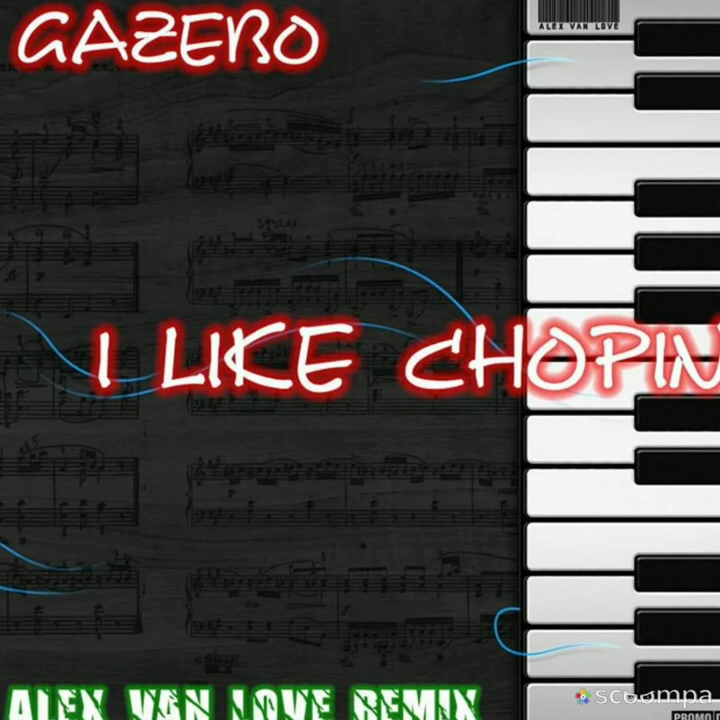 ALEX VAN LOVE
GAZEBO
I LIKE CHOPIN
ALEX VAN LOVE REMIX
scoompa
PROMO